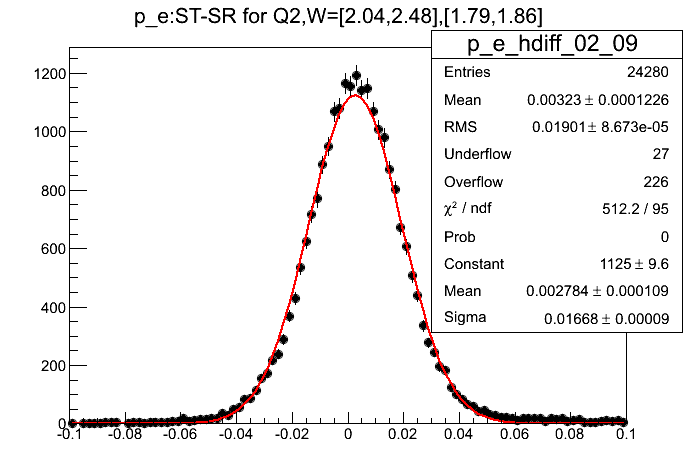 p_e:ST-SR for Q2,W=[2.04,2.48],[1.79,1.86]
p_e_hdiff_02_09
Entries 24280
Mean 0.00323 ± 0.0001226
RMS 0.01901 ± 8.673e-05
Underflow 27
Overflow 226
χ² / ndf 512.2 / 95
Prob 0
Constant 1125 ± 9.6
Mean 0.002784 ± 0.000109
Sigma 0.01668 ± 0.00009
1200
1000
800
600
400
200
0
-0.1 -0.08 -0.06 -0.04 -0.02 0 0.02 0.04 0.06 0.08 0.1